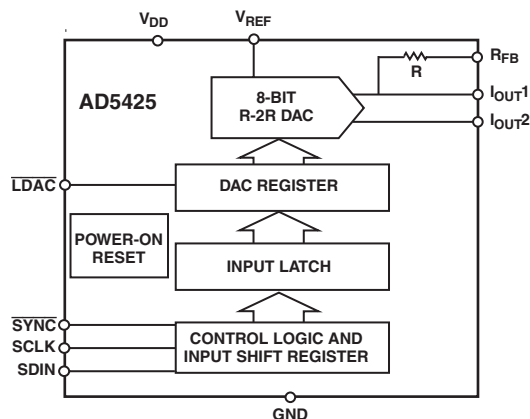 VDD
VREF
AD5425
RFB
R
8-BIT
R-2R DAC
IOUT1
IOUT2
LDAC
DAC REGISTER
POWER-ON
RESET
INPUT LATCH
SYNC
SCLK
SDIN
CONTROL LOGIC AND
INPUT SHIFT REGISTER
GND